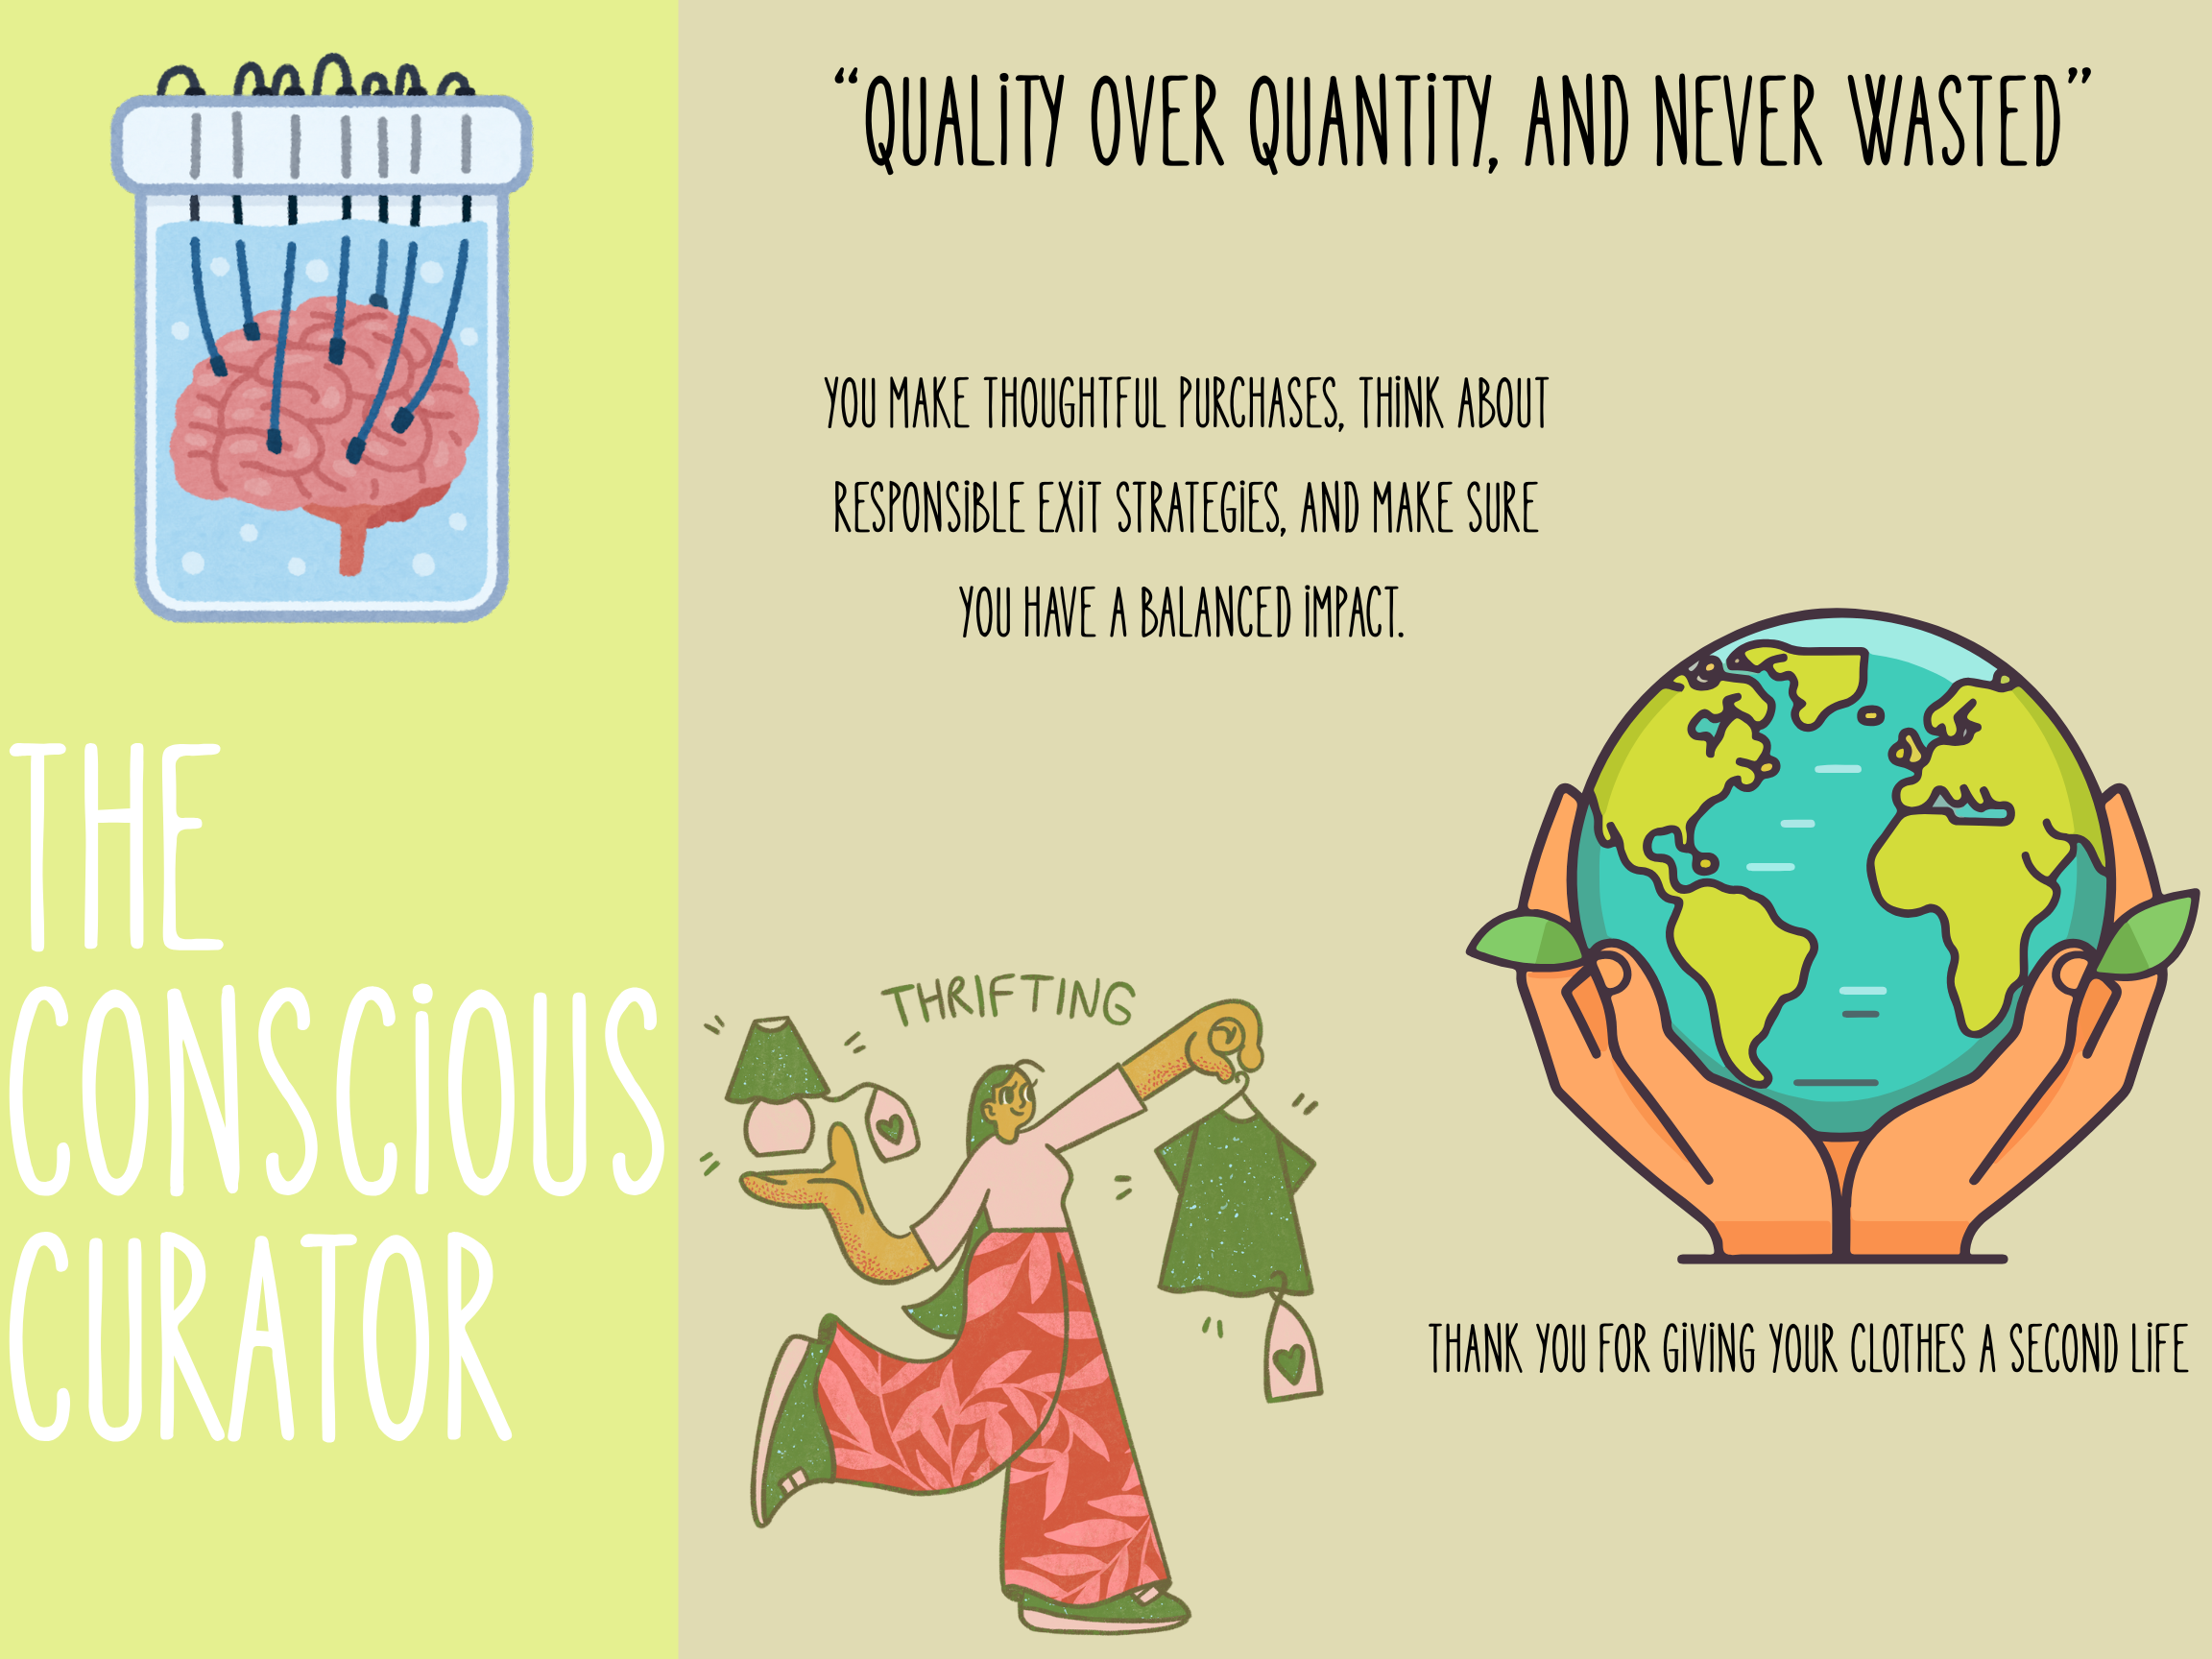 THE
CONSCIOUS
CURATOR
“QUALITY OVER QUANTITY, AND NEVER WASTED”
YOU MAKE THOUGHTFUL PURCHASES, THINK ABOUT
RESPONSIBLE EXIT STRATEGIES, AND MAKE SURE
YOU HAVE A BALANCED IMPACT.
THRIFTING
THANK YOU FOR GIVING YOUR CLOTHES A SECOND LIFE